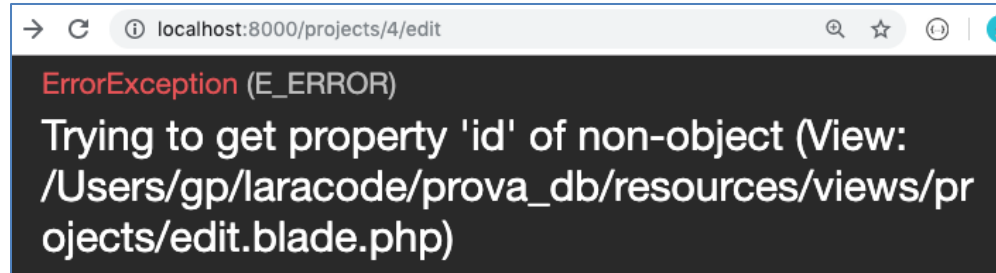 localhost:8000/projects/4/edit
ErrorException (E_ERROR)
Trying to get property 'id' of non-object (View:
/Users/gp/laracode/prova_db/resources/views/pr
ojects/edit.blade.php)